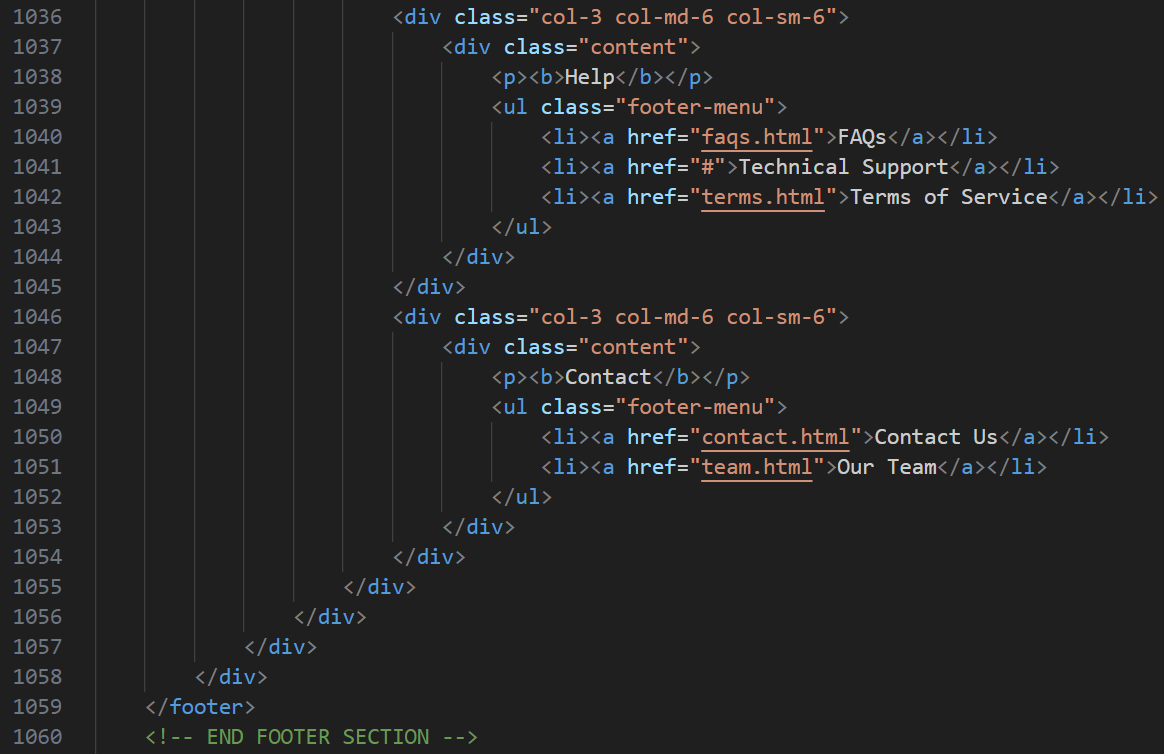 1036 <div class="col-3 col-md-6 col-sm-6">
1037 <div class="content">
1038 <p><b>Help</b></p>
1039 <ul class="footer-menu">
1040 <li><a href="faqs.html">FAQs</a></li>
1041 <li><a href="#">Technical Support</a></li>
1042 <li><a href="terms.html">Terms of Service</a></li>
1043 </ul>
1044 </div>
1045 </div>
1046 <div class="col-3 col-md-6 col-sm-6">
1047 <div class="content">
1048 <p><b>Contact</b></p>
1049 <ul class="footer-menu">
1050 <li><a href="contact.html">Contact Us</a></li>
1051 <li><a href="team.html">Our Team</a></li>
1052 </ul>
1053 </div>
1054 </div>
1055 </div>
1056 </div>
1057 </div>
1058 </div>
1059 </footer>
1060 <!-- END FOOTER SECTION -->